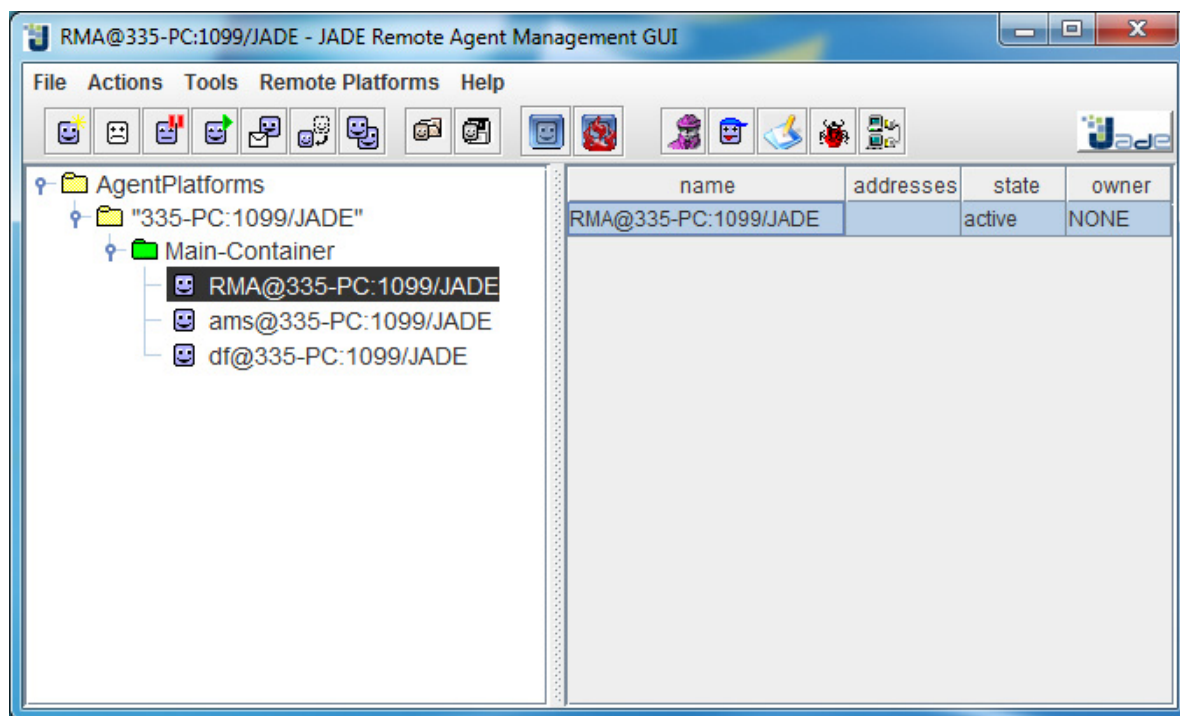 RMA@335-PC:1099/JADE - JADE Remote Agent Management GUI
File Actions Tools Remote Platforms Help
Jade
AgentPlatforms
"335-PC:1099/JADE"
Main-Container
RMA@335-PC:1099/JADE
ams@335-PC:1099/JADE
df@335-PC:1099/JADE
name addresses state owner
RMA@335-PC:1099/JADE active NONE